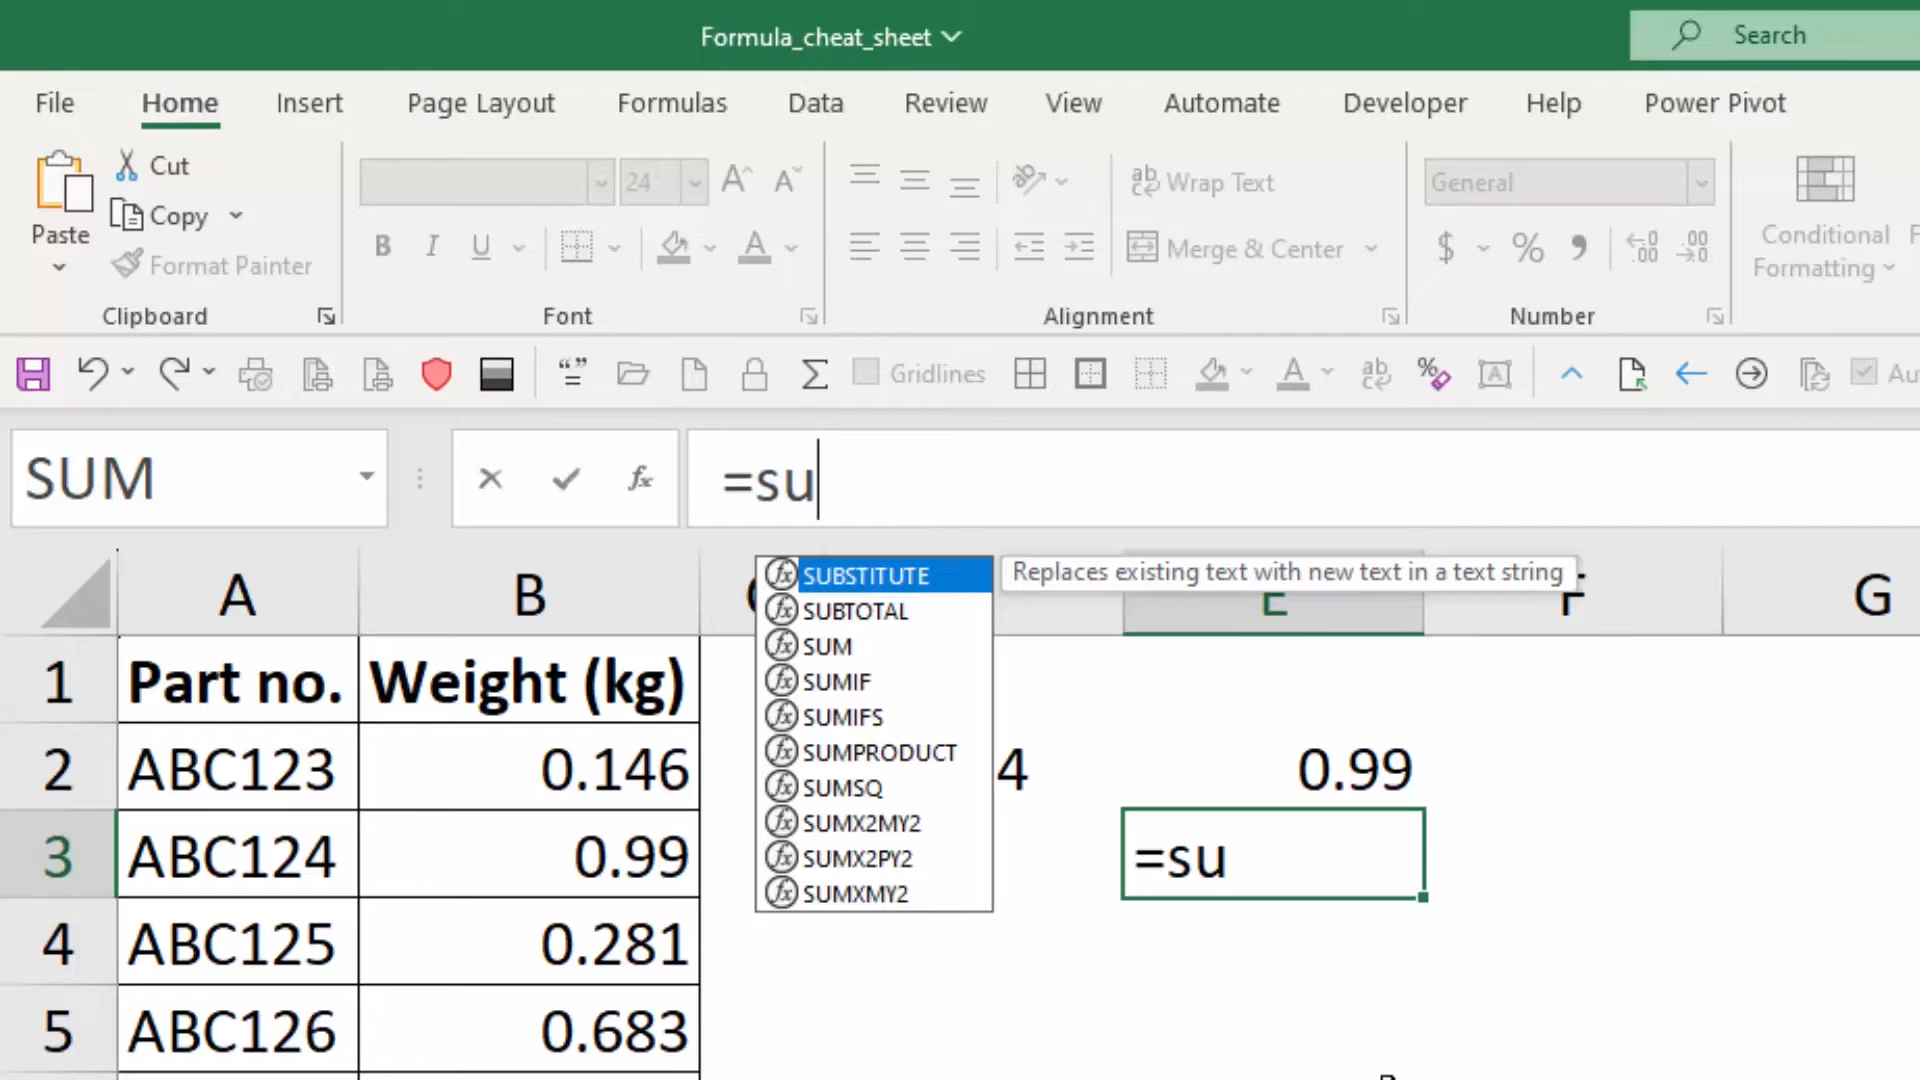 Formula_cheat_sheet
Search
File Home Insert Page Layout Formulas Data Review View Automate Developer Help Power Pivot
Cut
Copy
Paste
Format Painter
24
B I U
Wrap Text
Merge & Center
General
$ % ,
Conditional
Formatting
Clipboard Font Alignment Number
Gridlines
SUM
fx
=su
A B E F G
SUBSTITUTE
Replaces existing text with new text in a text string
SUBTOTAL
SUM
SUMIF
SUMIFS
SUMPRODUCT
SUMSQ
SUMX2MY2
SUMX2PY2
SUMXMY2
1 Part no. Weight (kg)
2 ABC123 0.146 4 0.99
3 ABC124 0.99 =su
4 ABC125 0.281
5 ABC126 0.683